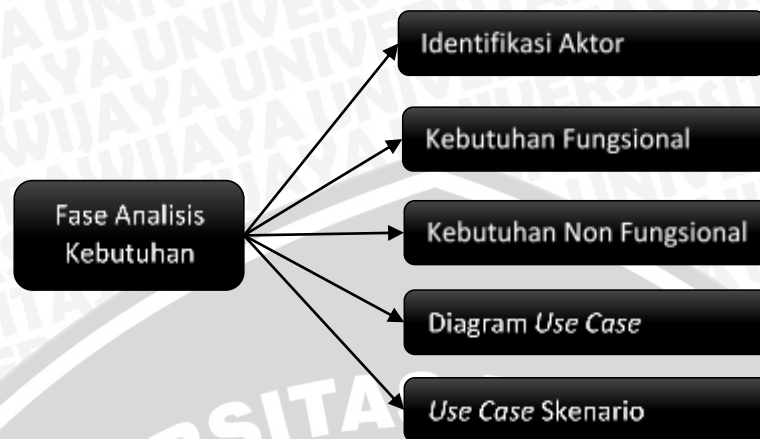 Identifikasi Aktor
Kebutuhan Fungsional
Fase Analisis
Kebutuhan
Kebutuhan Non Fungsional
Diagram Use Case
Use Case Skenario